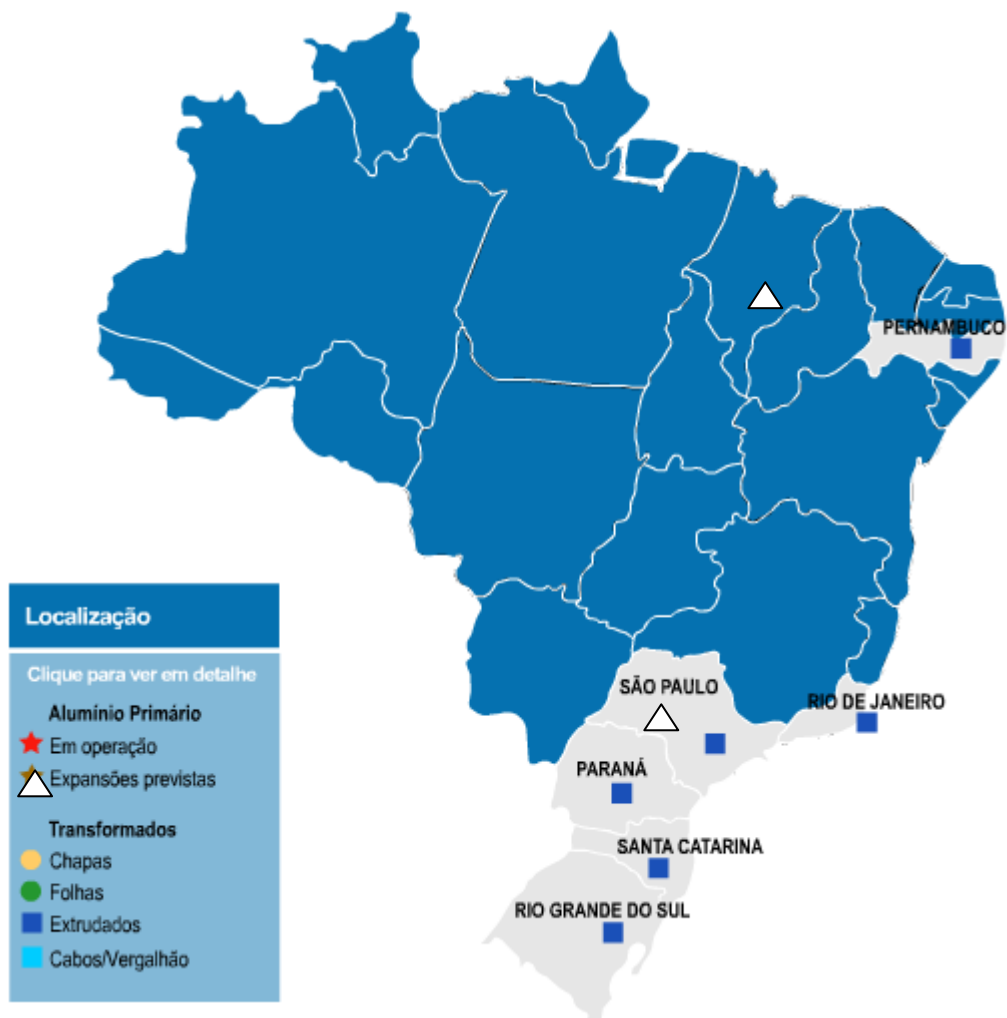 PERNAMBUCO
SÃO PAULO
RIO DE JANEIRO
PARANÁ
SANTA CATARINA
RIO GRANDE DO SUL
Localização
Clique para ver em detalhe
Alumínio Primário
Em operação
Expansões previstas
Transformados
Chapas
Folhas
Extrudados
Cabos/Vergalhão